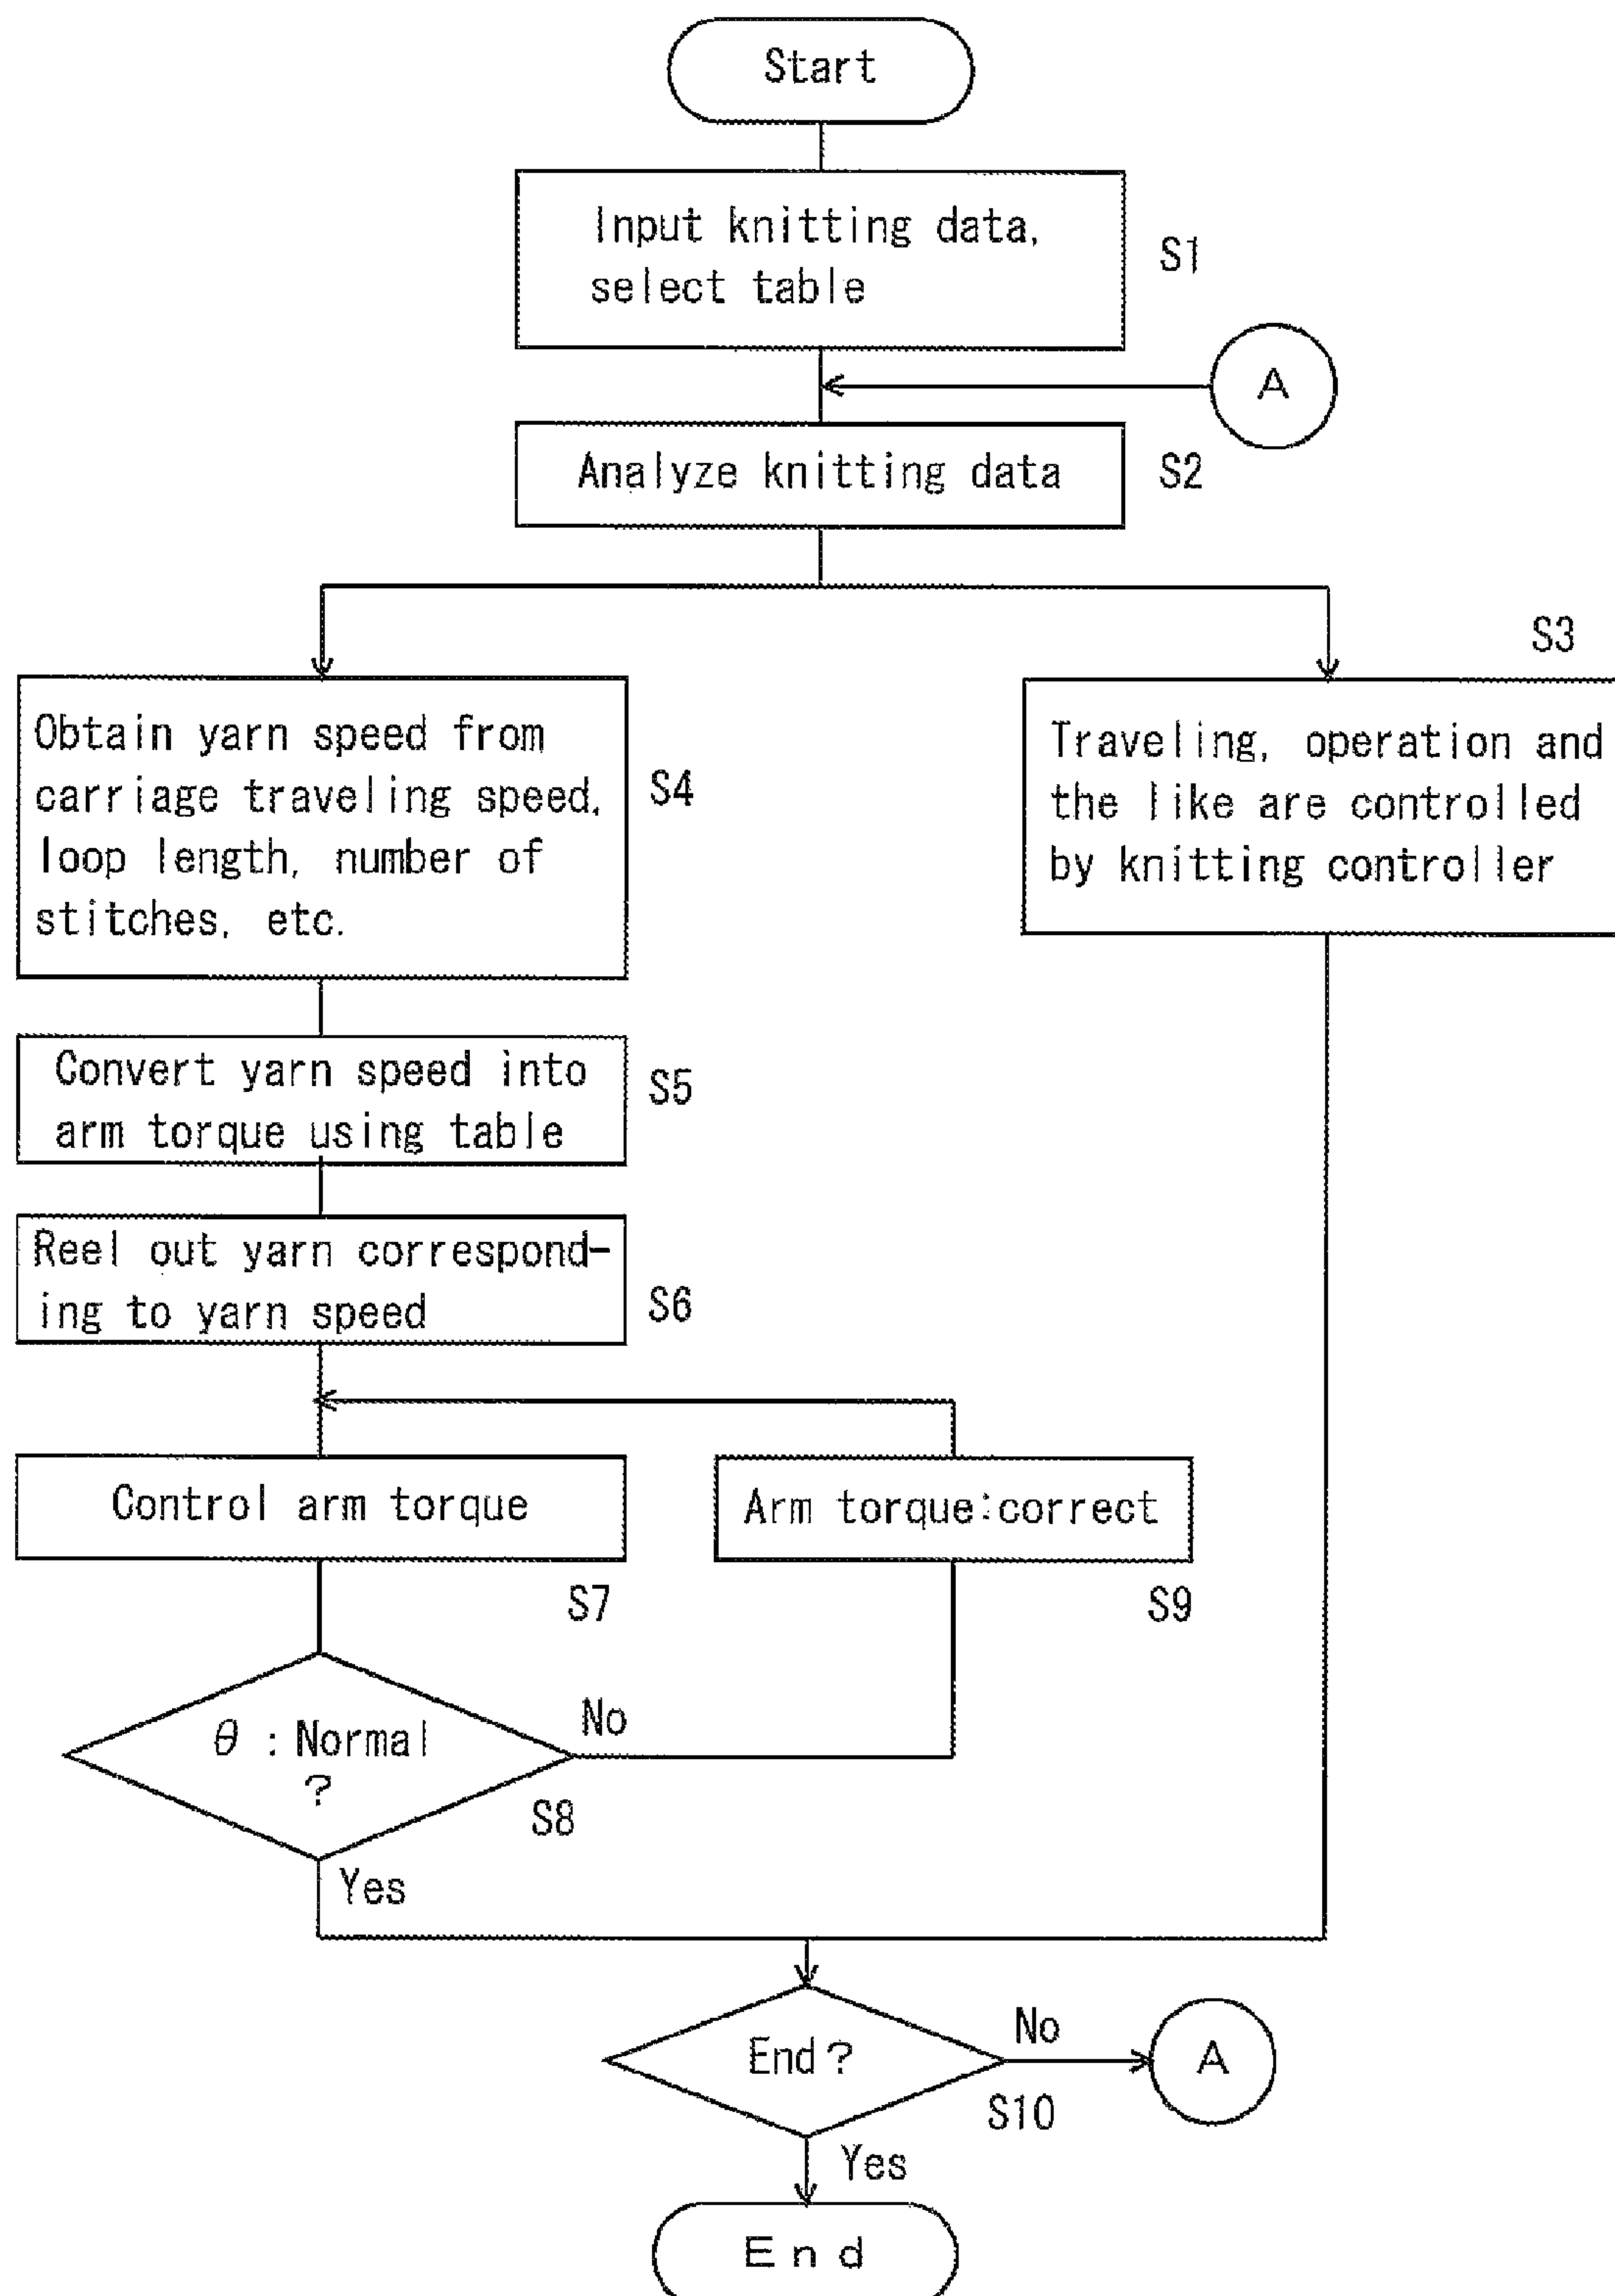 Start
Input knitting data,
select table
S1
A
Analyze knitting data
S2
S3
Obtain yarn speed from
carriage traveling speed,
loop length, number of
stitches, etc.
S4
Traveling, operation and
the like are controlled
by knitting controller
Convert yarn speed into
arm torque using table
S5
Reel out yarn correspond-
ing to yarn speed
S6
Control arm torque
S7
Arm torque:correct
S9
θ : Normal
?
No
S8
Yes
End?
No
A
S10
Yes
End